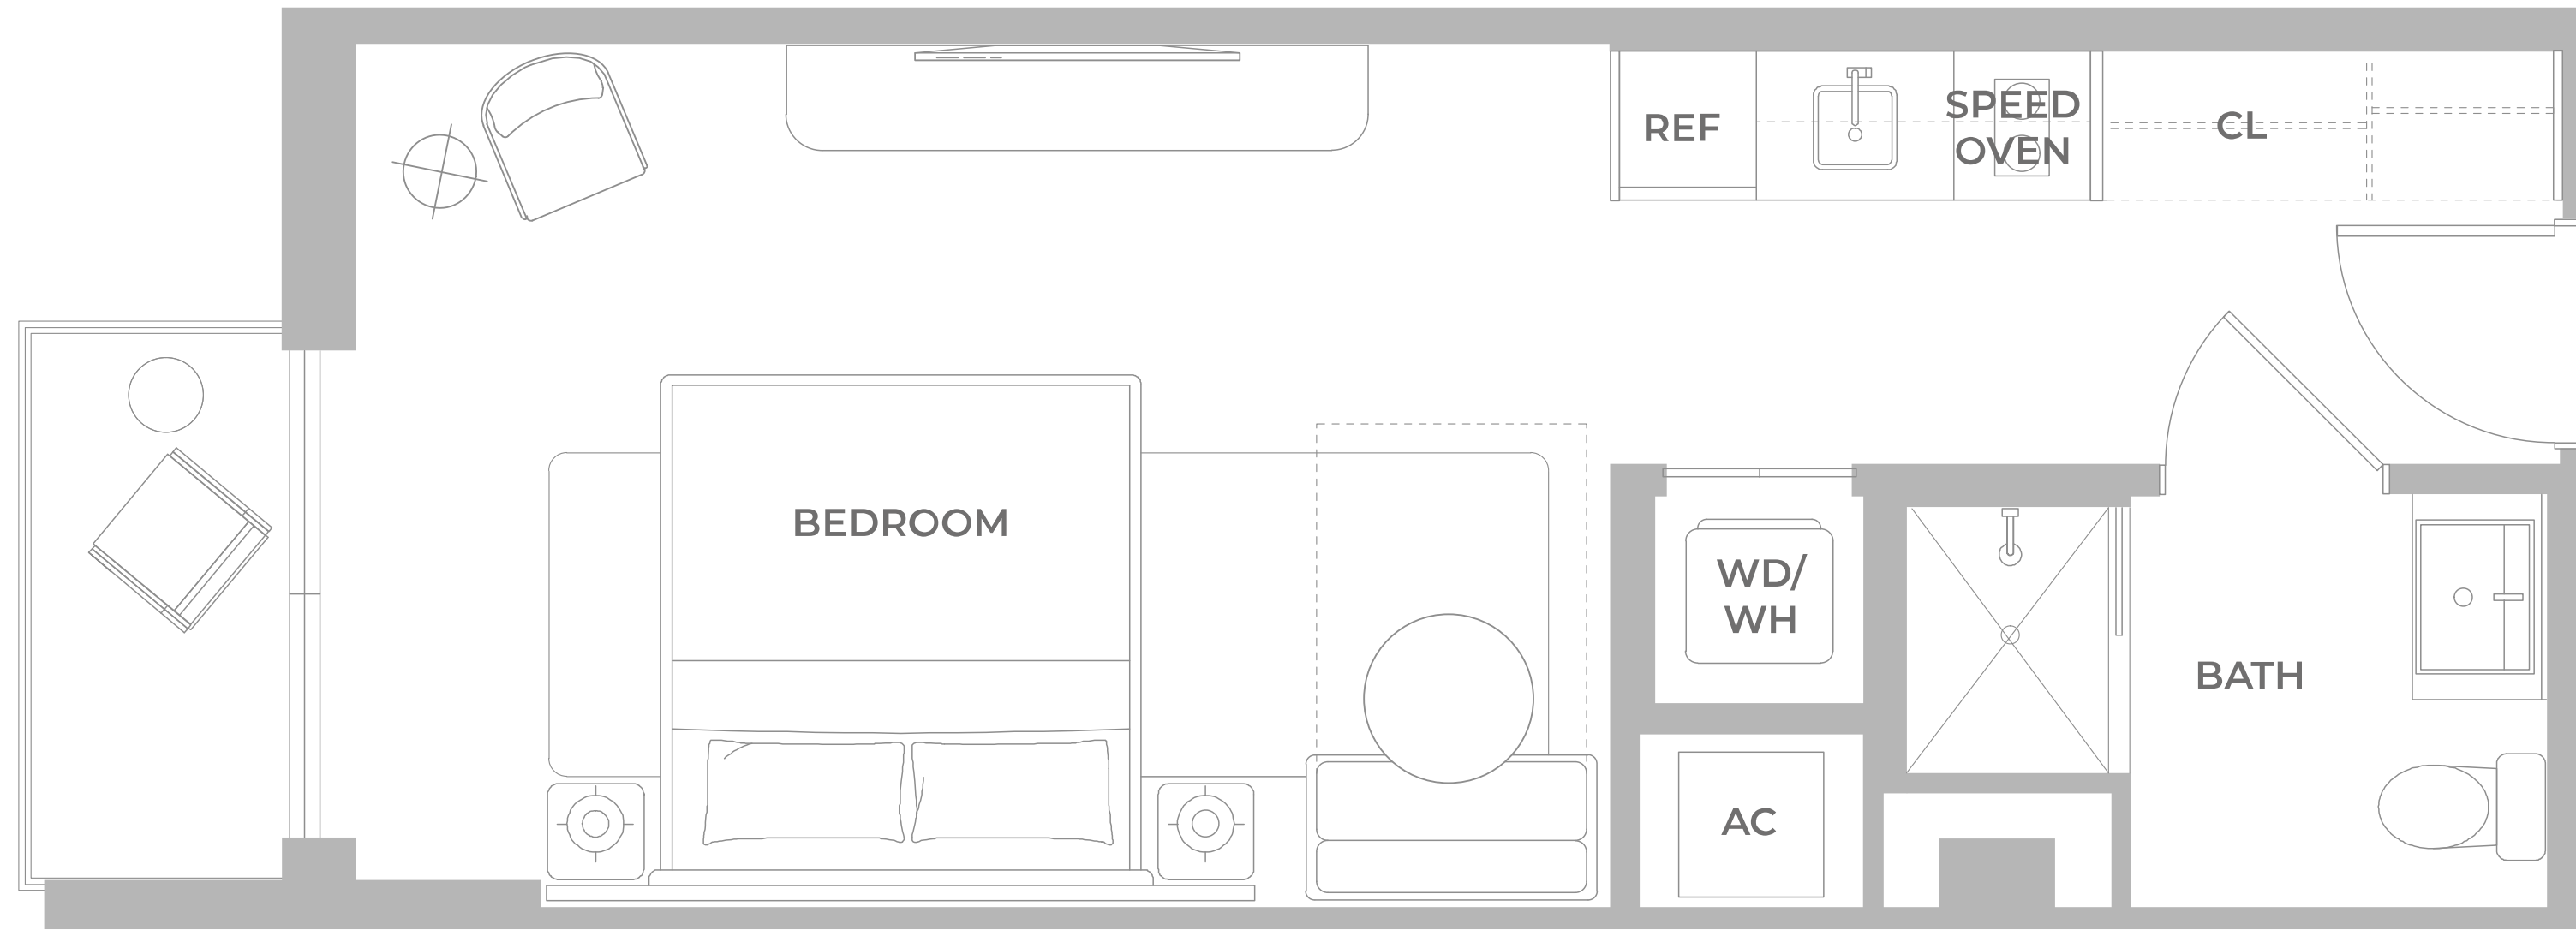 REF
SPEED
OVEN
CL
BEDROOM
WD/
WH
BATH
AC